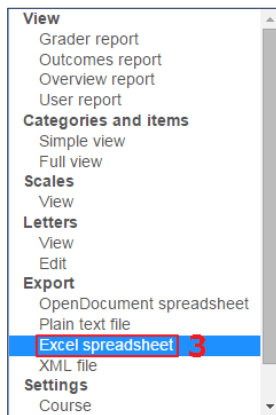 View
Grader report
Outcomes report
Overview report
User report
Categories and items
Simple view
Full view
Scales
View
Letters
View
Edit
Export
OpenDocument spreadsheet
Plain text file
Excel spreadsheet 3
XML file
Settings
Course